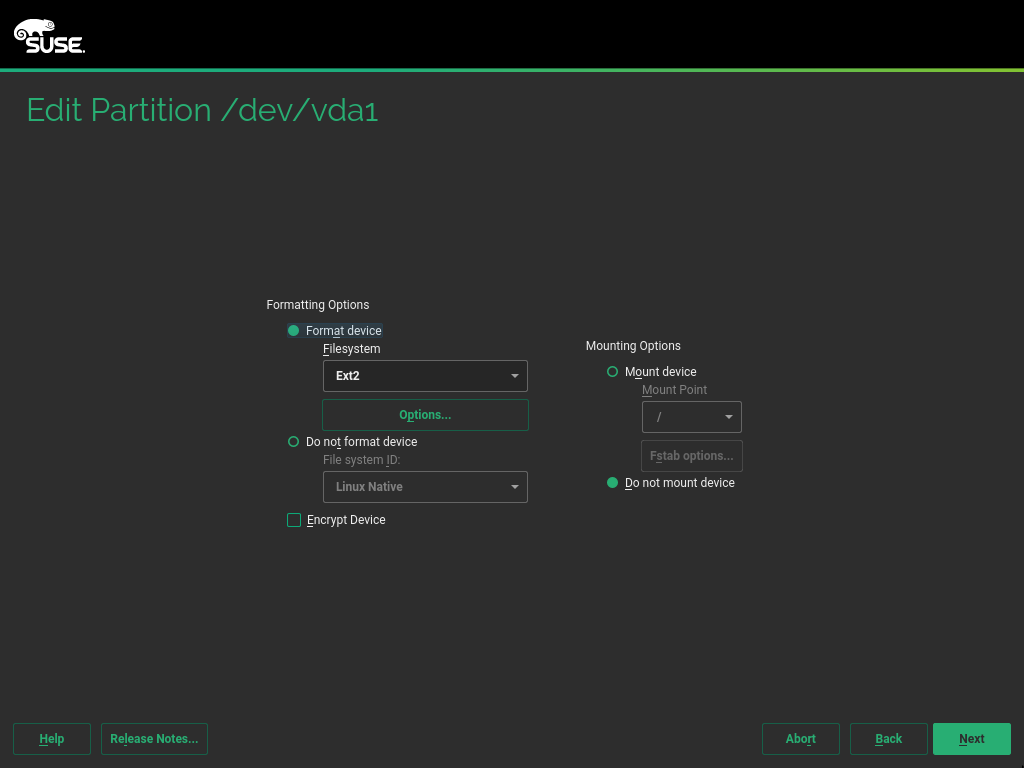 SUSE.
Edit Partition /dev/vda1
Formatting Options
Format device
Filesystem
Ext2
Options...
Do not format device
File system ID:
Linux Native
Encrypt Device
Mounting Options
Mount device
Mount Point
/
Fstab options...
Do not mount device
Help
Release Notes...
Abort
Back
Next